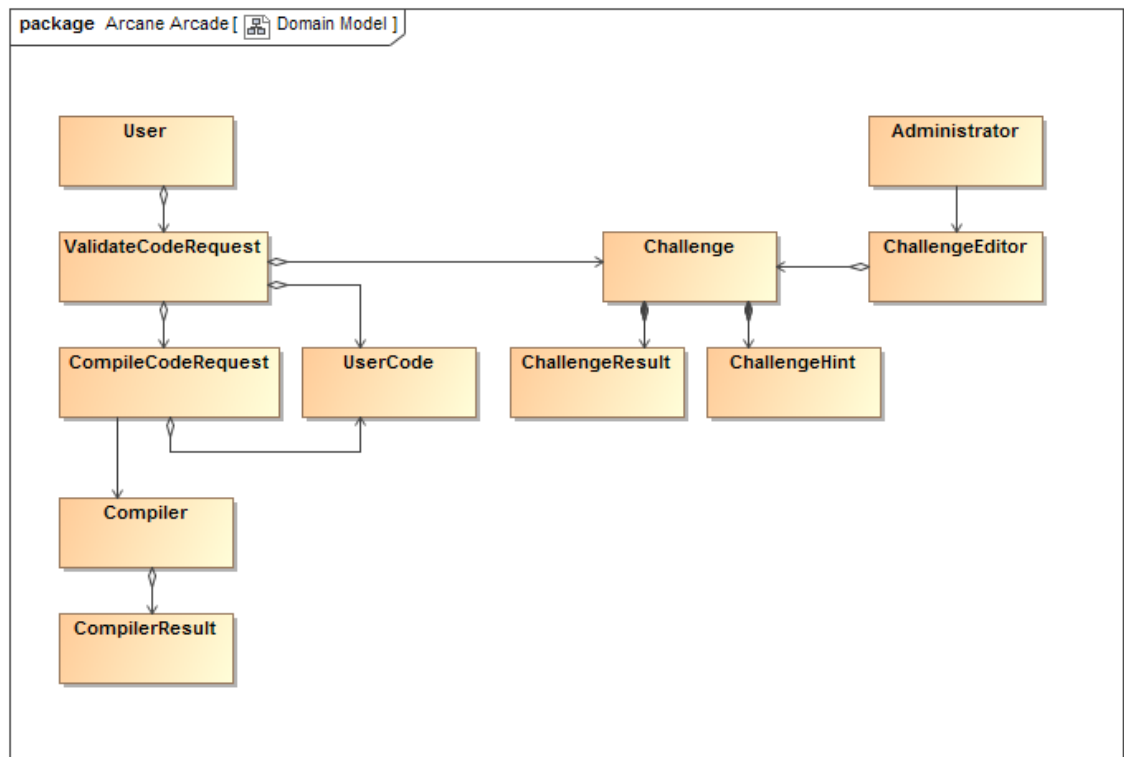 package Arcane Arcade [ Domain Model ]
User
Administrator
ValidateCodeRequest
Challenge
ChallengeEditor
CompileCodeRequest
UserCode
ChallengeResult
ChallengeHint
Compiler
CompilerResult